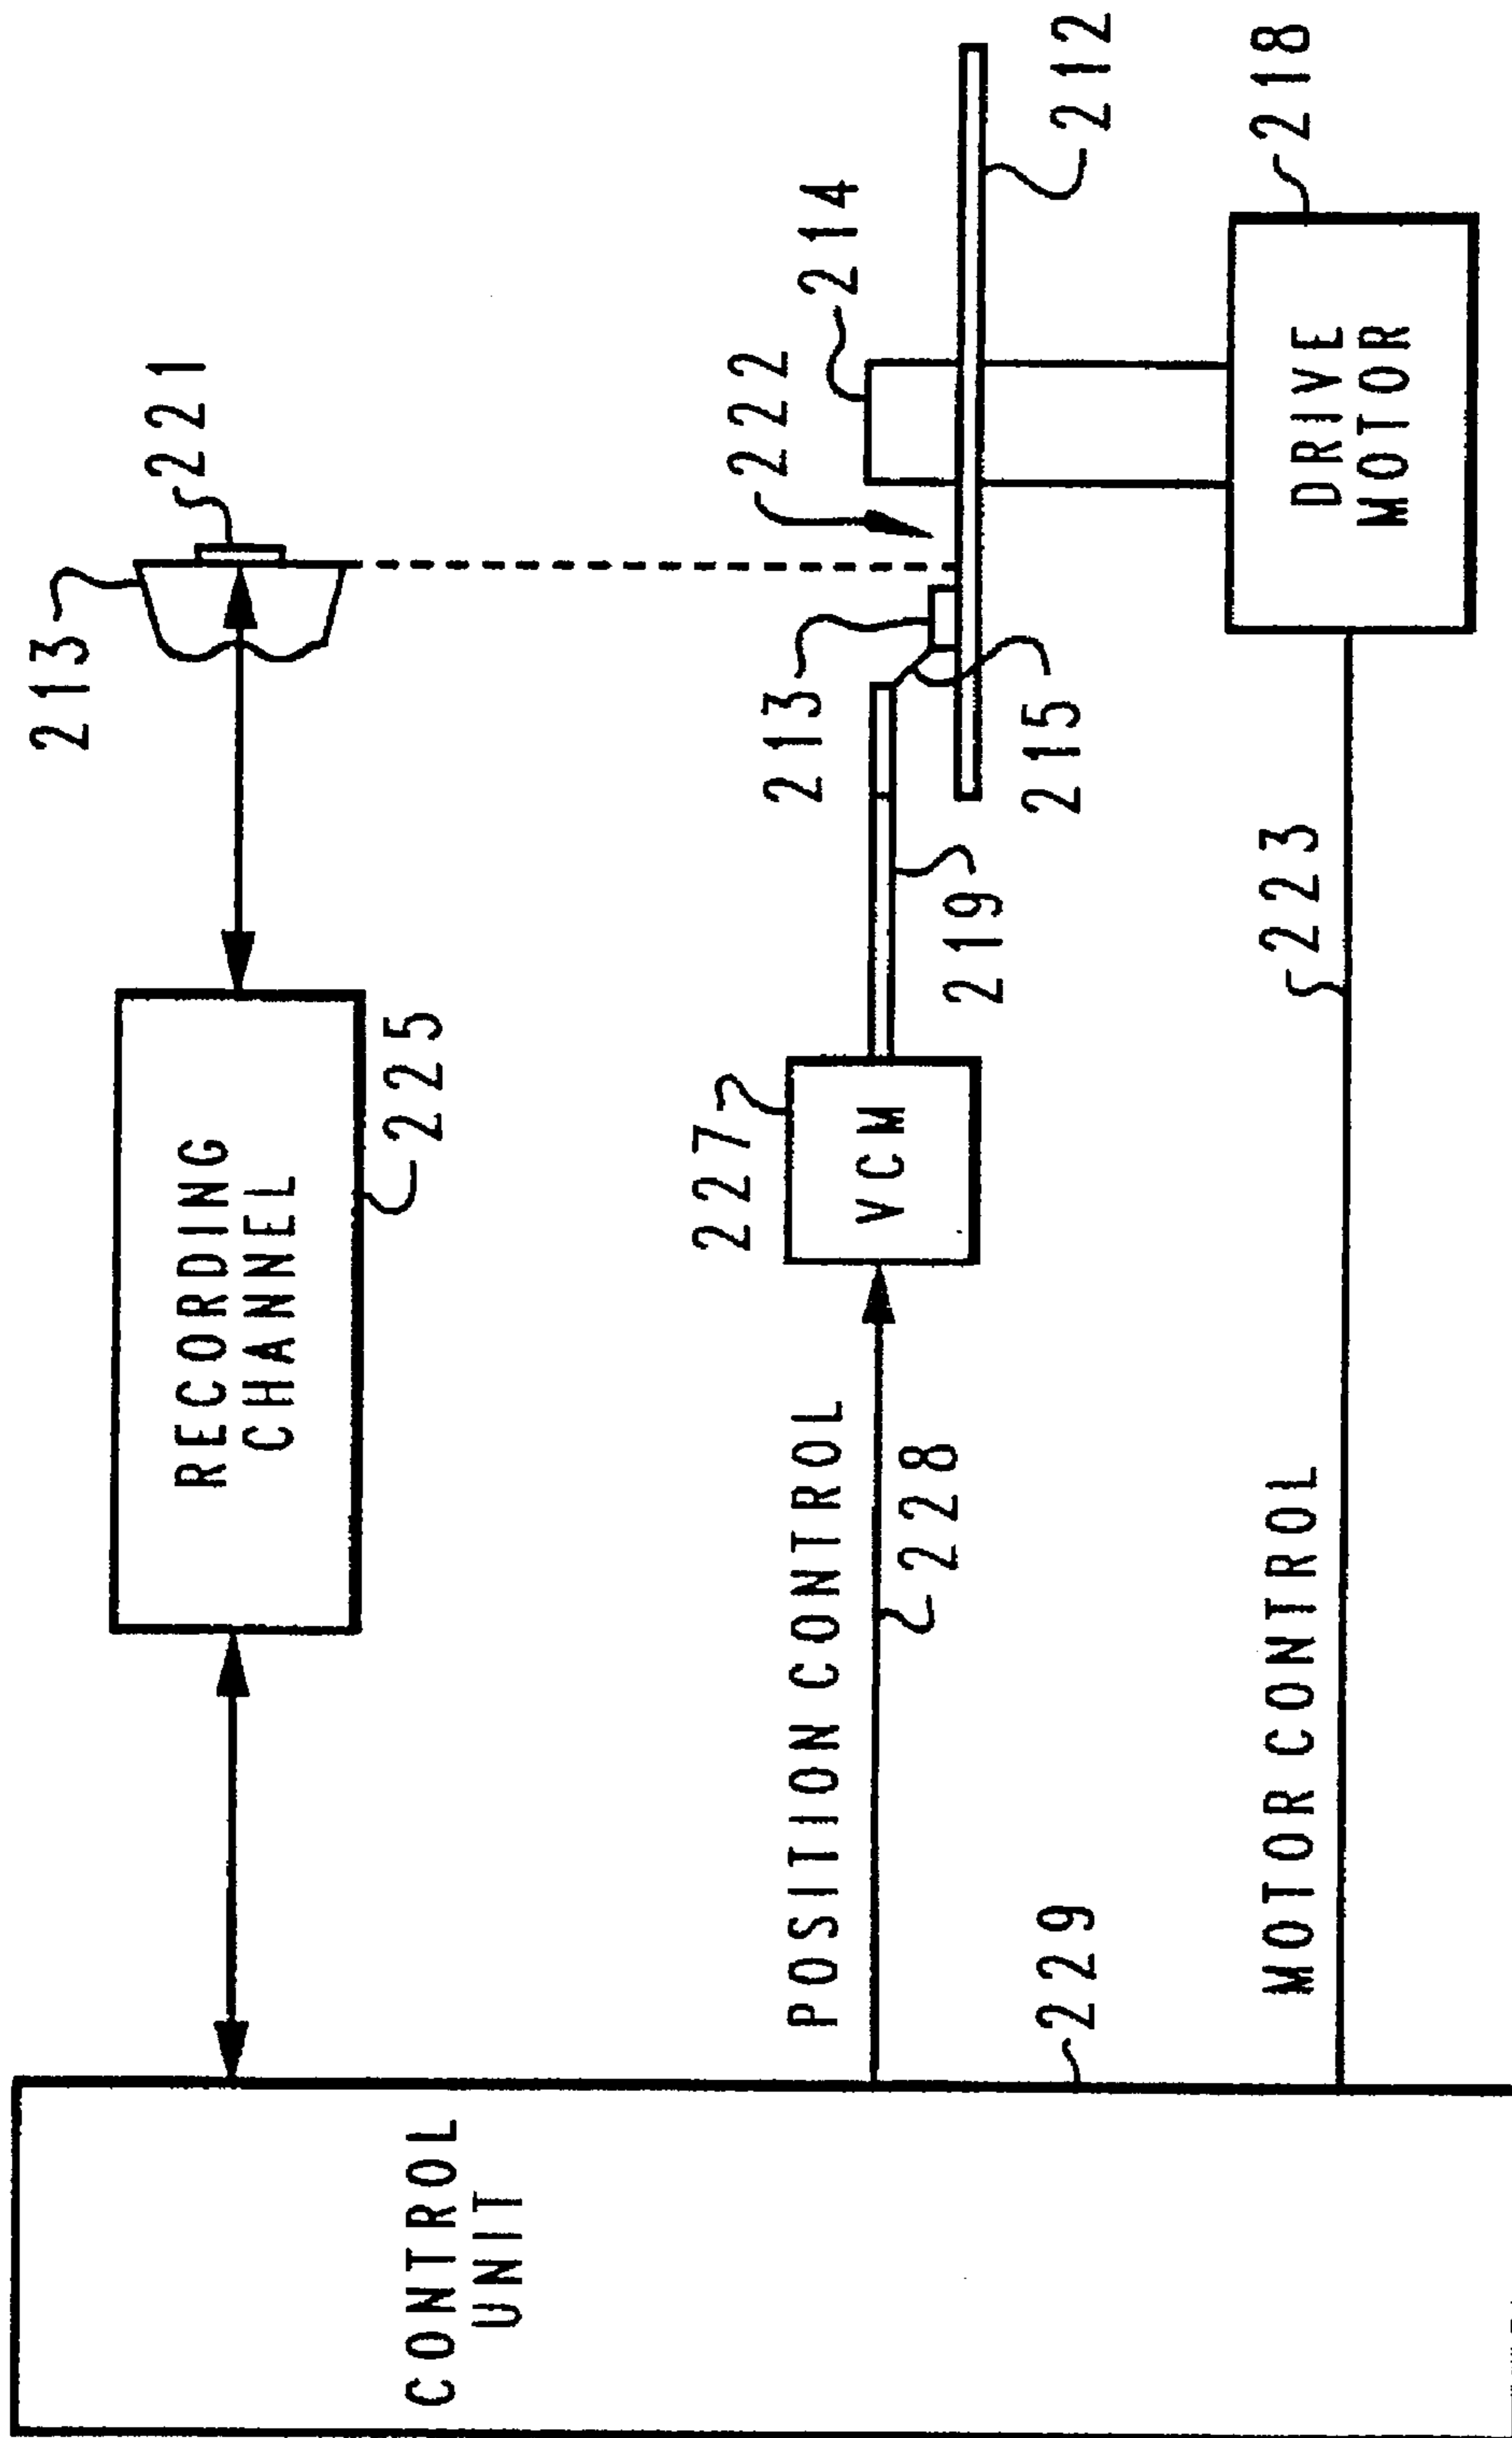 213
221
RECORDING
CHANNEL
225
222
214
212
213
215
227
VCM
219
218
DRIVE
MOTOR
223
POSITION CONTROL
228
229
MOTOR CONTROL
CONTROL
UNIT